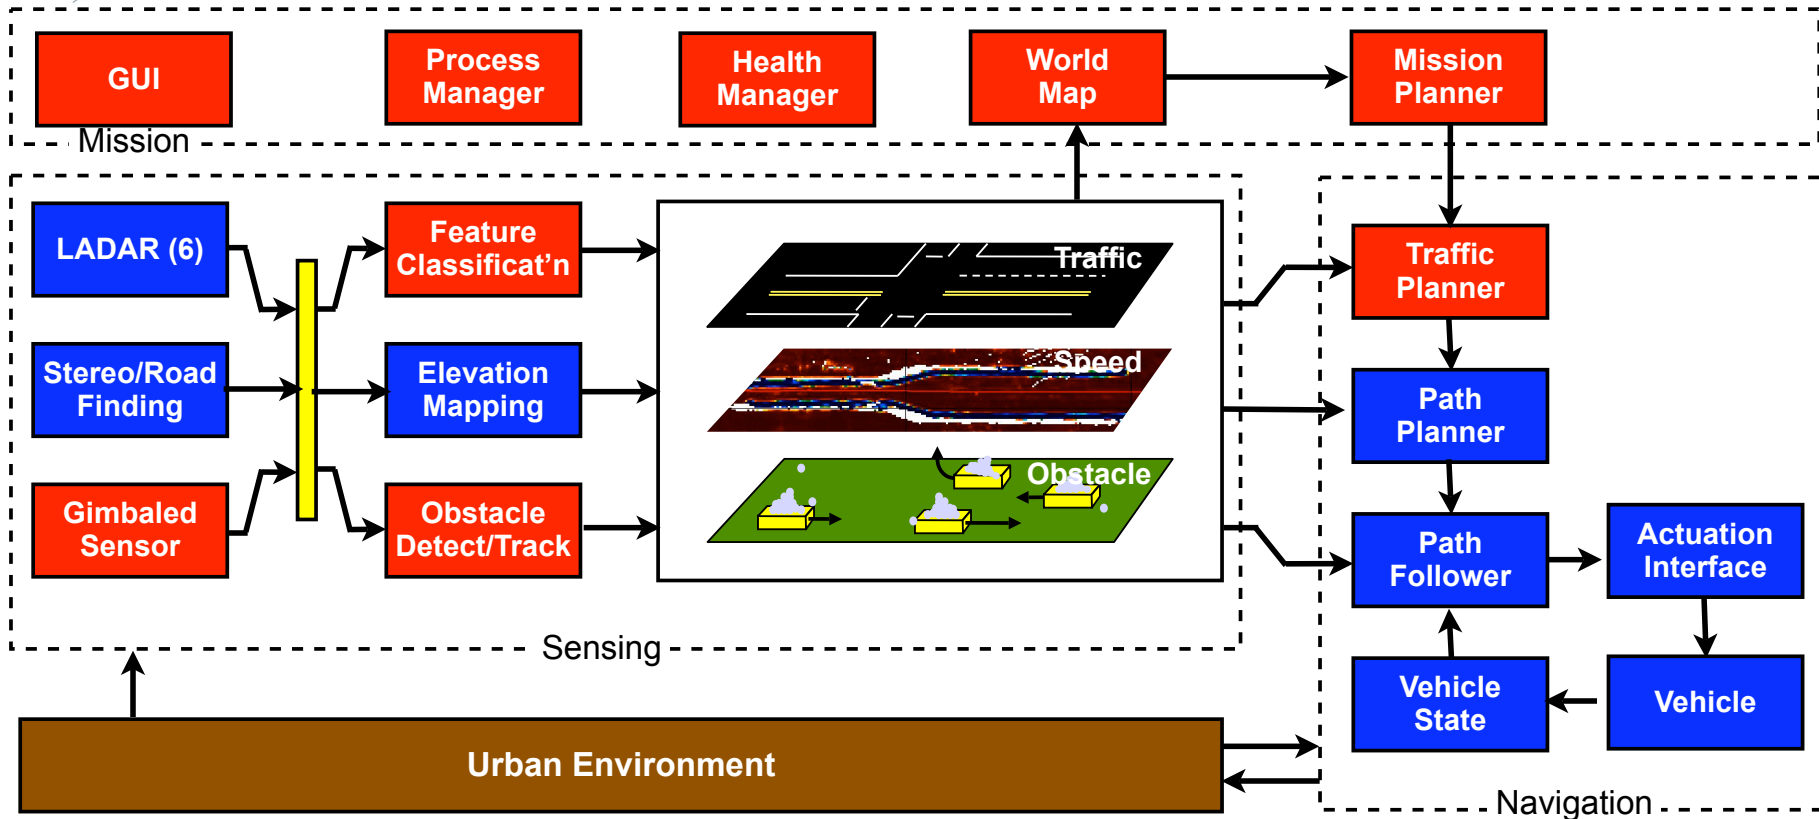 GUI
Process
Manager
Health
Manager
World
Map
Mission
Planner
Mission
LADAR (6)
Feature
Classificat'n
Traffic
Traffic
Planner
Stereo/Road
Finding
Elevation
Mapping
Speed
Path
Planner
Gimbaled
Sensor
Obstacle
Detect/Track
Obstacle
Path
Follower
Actuation
Interface
Sensing
Vehicle
State
Vehicle
Urban Environment
Navigation